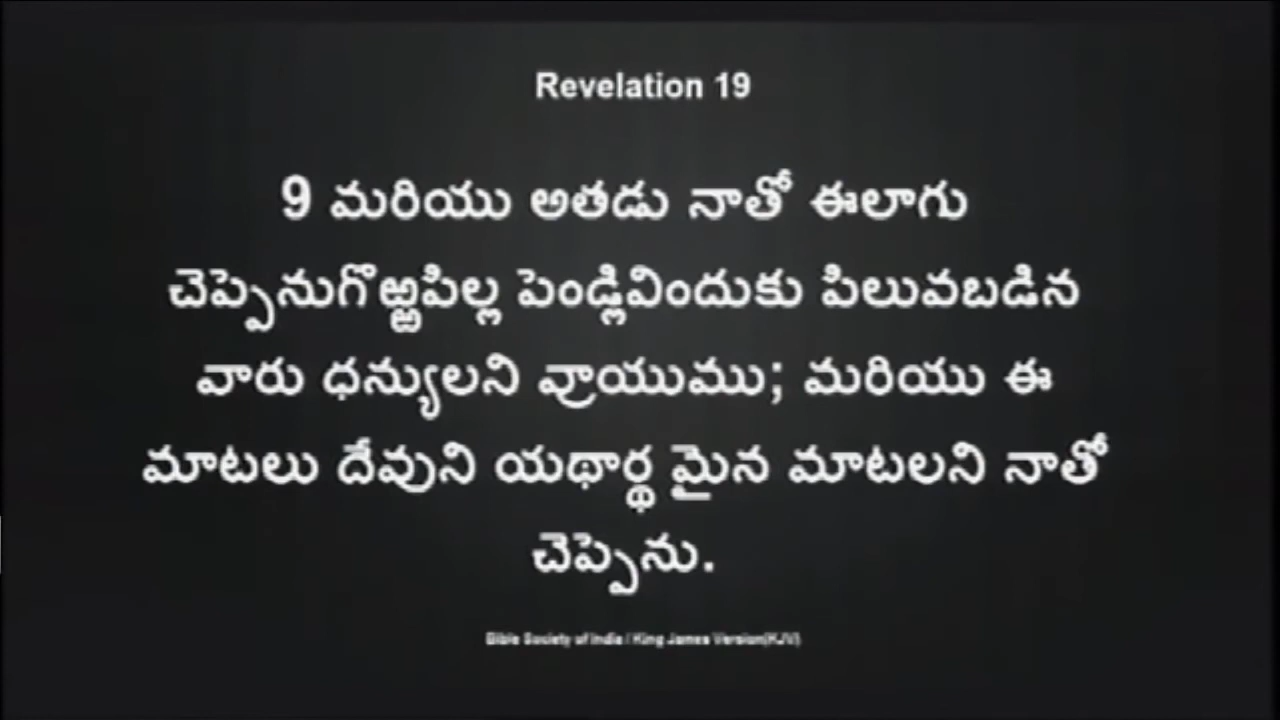 Revelation 19
9 మరియు అతడు నాతో ఈలాగు
చెప్పెనుగొఱ్ఱపిల్ల పెండ్లివిందుకు పిలువబడిన
వారు ధన్యులని వ్రాయుము; మరియు ఈ
మాటలు దేవుని యథార్థ మైన మాటలని నాతో
చెప్పెను.
Bible Society of India / King James Version(KJV)